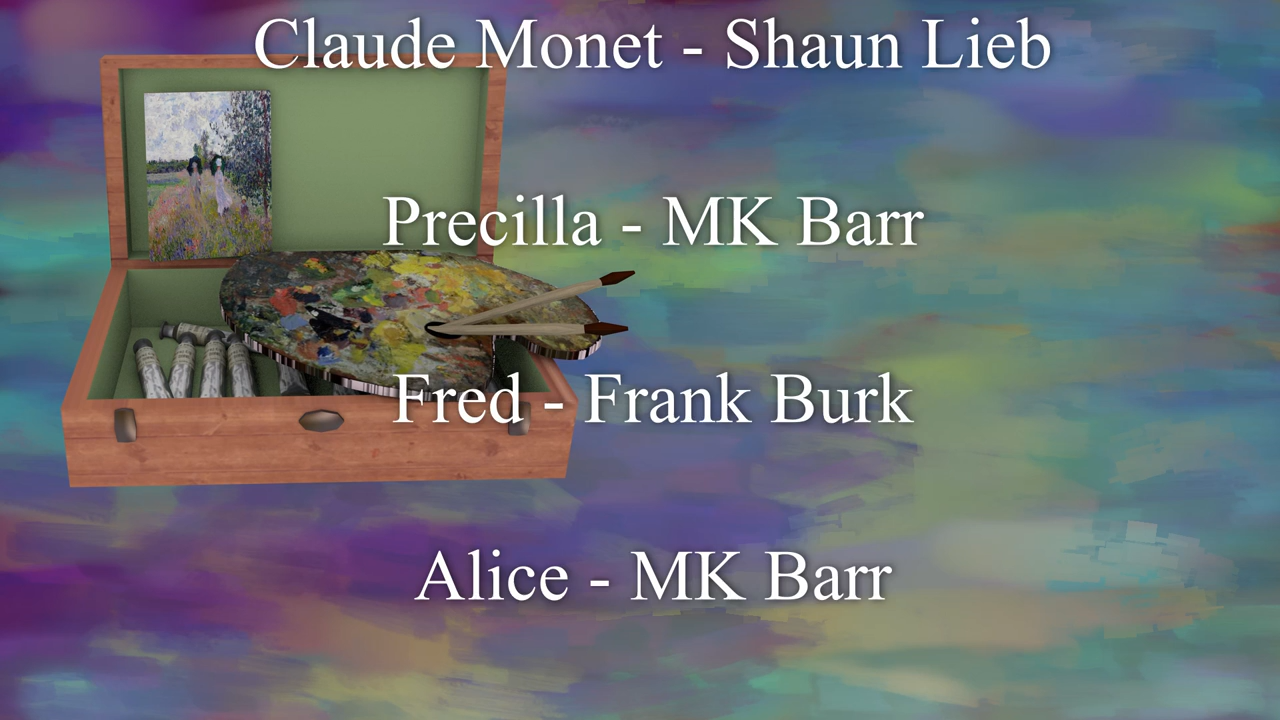 Claude Monet - Shaun Lieb
Precilla - MK Barr
Fred - Frank Burk
Alice - MK Barr